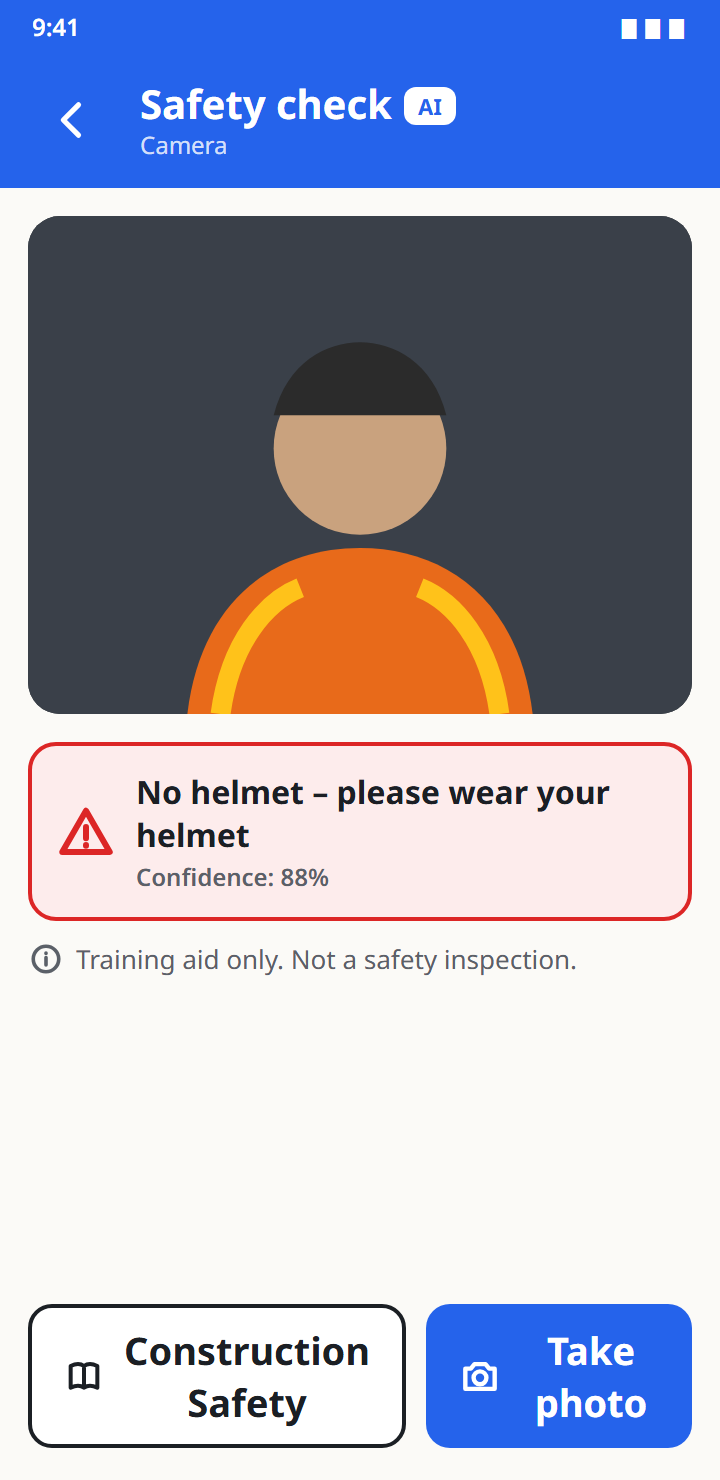 9:41
Safety check AI
Camera
No helmet – please wear your
helmet
Confidence: 88%
Training aid only. Not a safety inspection.
Construction
Safety
Take
photo